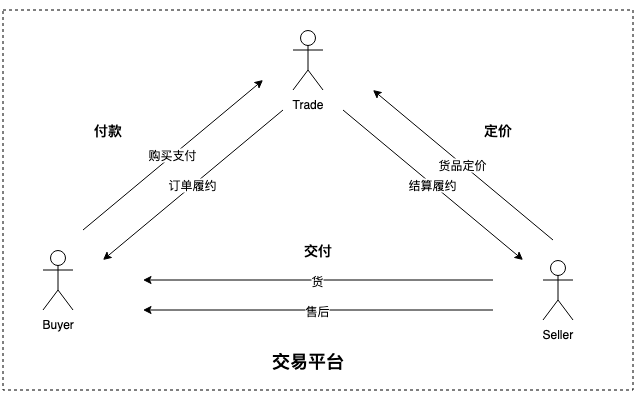 Trade
付款
定价
购买支付
货品定价
订单履约
结算履约
交付
货
售后
Buyer
Seller
交易平台